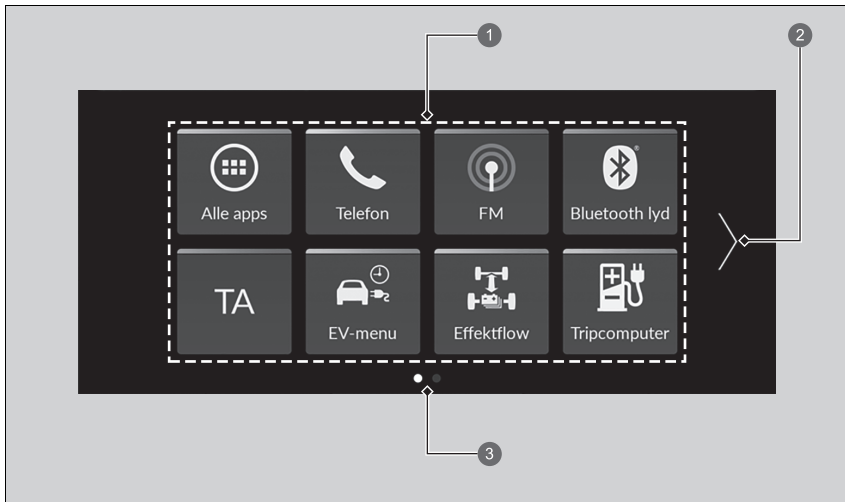 1
2
Alle apps
Telefon
FM
Bluetooth lyd
TA
EV-menu
Effektflow
Tripcomputer
3